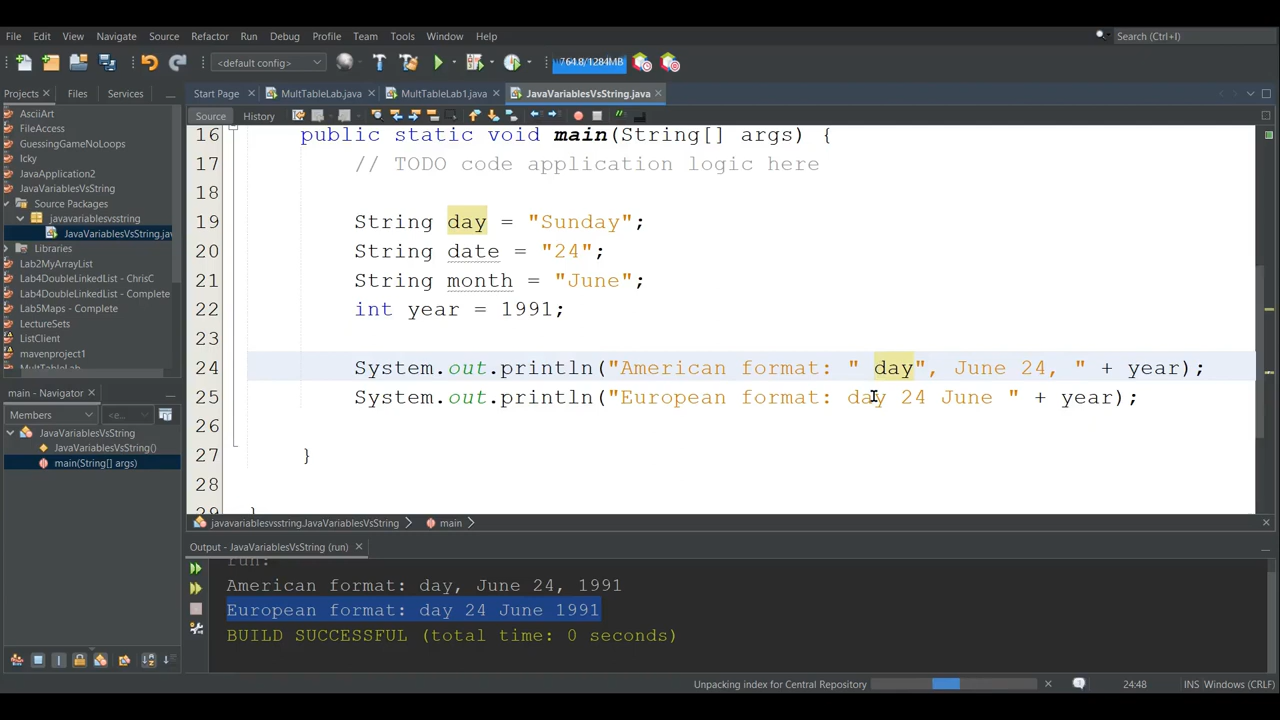 File Edit View Navigate Source Refactor Run Debug Profile Team Tools Window Help
Search (Ctrl+I)
<default config>
764.8/1284MB
Projects Files Services
Start Page MultTableLab.java MultTableLab1.java JavaVariablesVsString.java
Source History
AsciiArt
FileAccess
GuessingGameNoLoops
Icky
JavaApplication2
JavaVariablesVsString
Source Packages
javavariablesvsstring
JavaVariablesVsString.jav
Libraries
Lab2MyArrayList
Lab4DoubleLinkedList - ChrisC
Lab4DoubleLinkedList - Complete
Lab5Maps - Complete
LectureSets
ListClient
mavenproject1
MultTableLab
16 public static void main(String[] args) {
17 // TODO code application logic here
18
19 String day = "Sunday";
20 String date = "24";
21 String month = "June";
22 int year = 1991;
23
24 System.out.println("American format: " day", June 24, " + year);
25 System.out.println("European format: day 24 June " + year);
26
27 }
28
29 }
javavariablesvsstring.JavaVariablesVsString main
main - Navigator
Members <e...
JavaVariablesVsString
JavaVariablesVsString()
main(String[] args)
Output - JavaVariablesVsString (run)
run:
American format: day, June 24, 1991
European format: day 24 June 1991
BUILD SUCCESSFUL (total time: 0 seconds)
Unpacking index for Central Repository 24:48 INS Windows (CRLF)